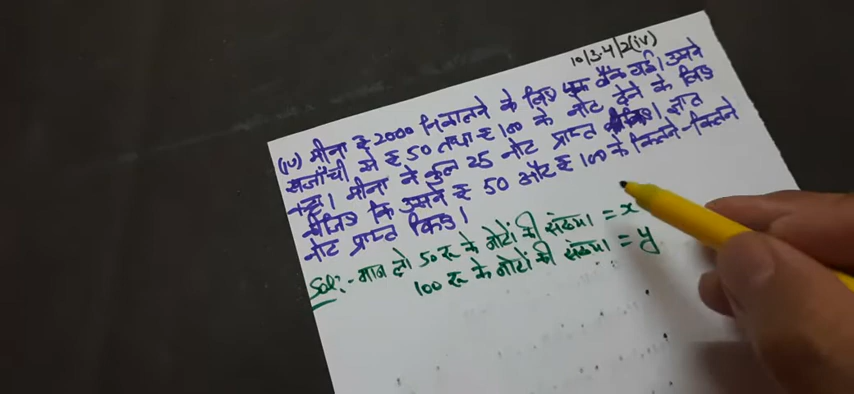 10/3.4/2(iv)
(iv) मीना ₹ 2000 निकालने के लिए एक बैंक गई। उसने
खजाँची से ₹ 50 तथा ₹ 100 के नोट देने के लिए
कहा। मीना ने कुल 25 नोट प्राप्त किए। ज्ञात
कीजिए कि उसने ₹ 50 और ₹ 100 के कितने-कितने
नोट प्राप्त किए।
Sol:- मान लो 50 रू के नोटों की संख्या = x
100 रू के नोटों की संख्या = y